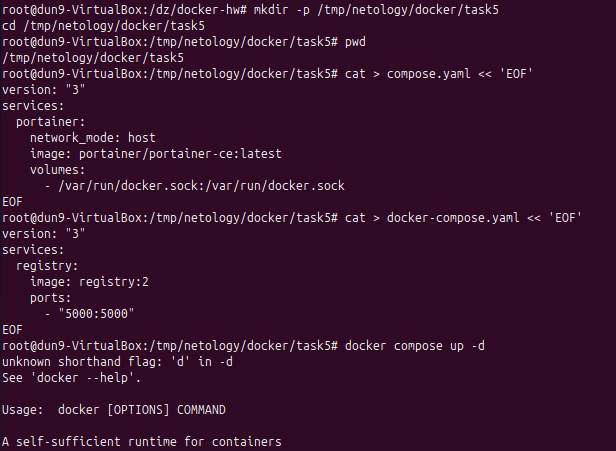 root@dun9-VirtualBox:/dz/docker-hw# mkdir -p /tmp/netology/docker/task5
cd /tmp/netology/docker/task5
root@dun9-VirtualBox:/tmp/netology/docker/task5# pwd
/tmp/netology/docker/task5
root@dun9-VirtualBox:/tmp/netology/docker/task5# cat > compose.yaml << 'EOF'
version: "3"
services:
  portainer:
    network_mode: host
    image: portainer/portainer-ce:latest
    volumes:
      - /var/run/docker.sock:/var/run/docker.sock
EOF
root@dun9-VirtualBox:/tmp/netology/docker/task5# cat > docker-compose.yaml << 'EOF'
version: "3"
services:
  registry:
    image: registry:2
    ports:
      - "5000:5000"
EOF
root@dun9-VirtualBox:/tmp/netology/docker/task5# docker compose up -d
unknown shorthand flag: 'd' in -d
See 'docker --help'.

Usage:  docker [OPTIONS] COMMAND

A self-sufficient runtime for containers